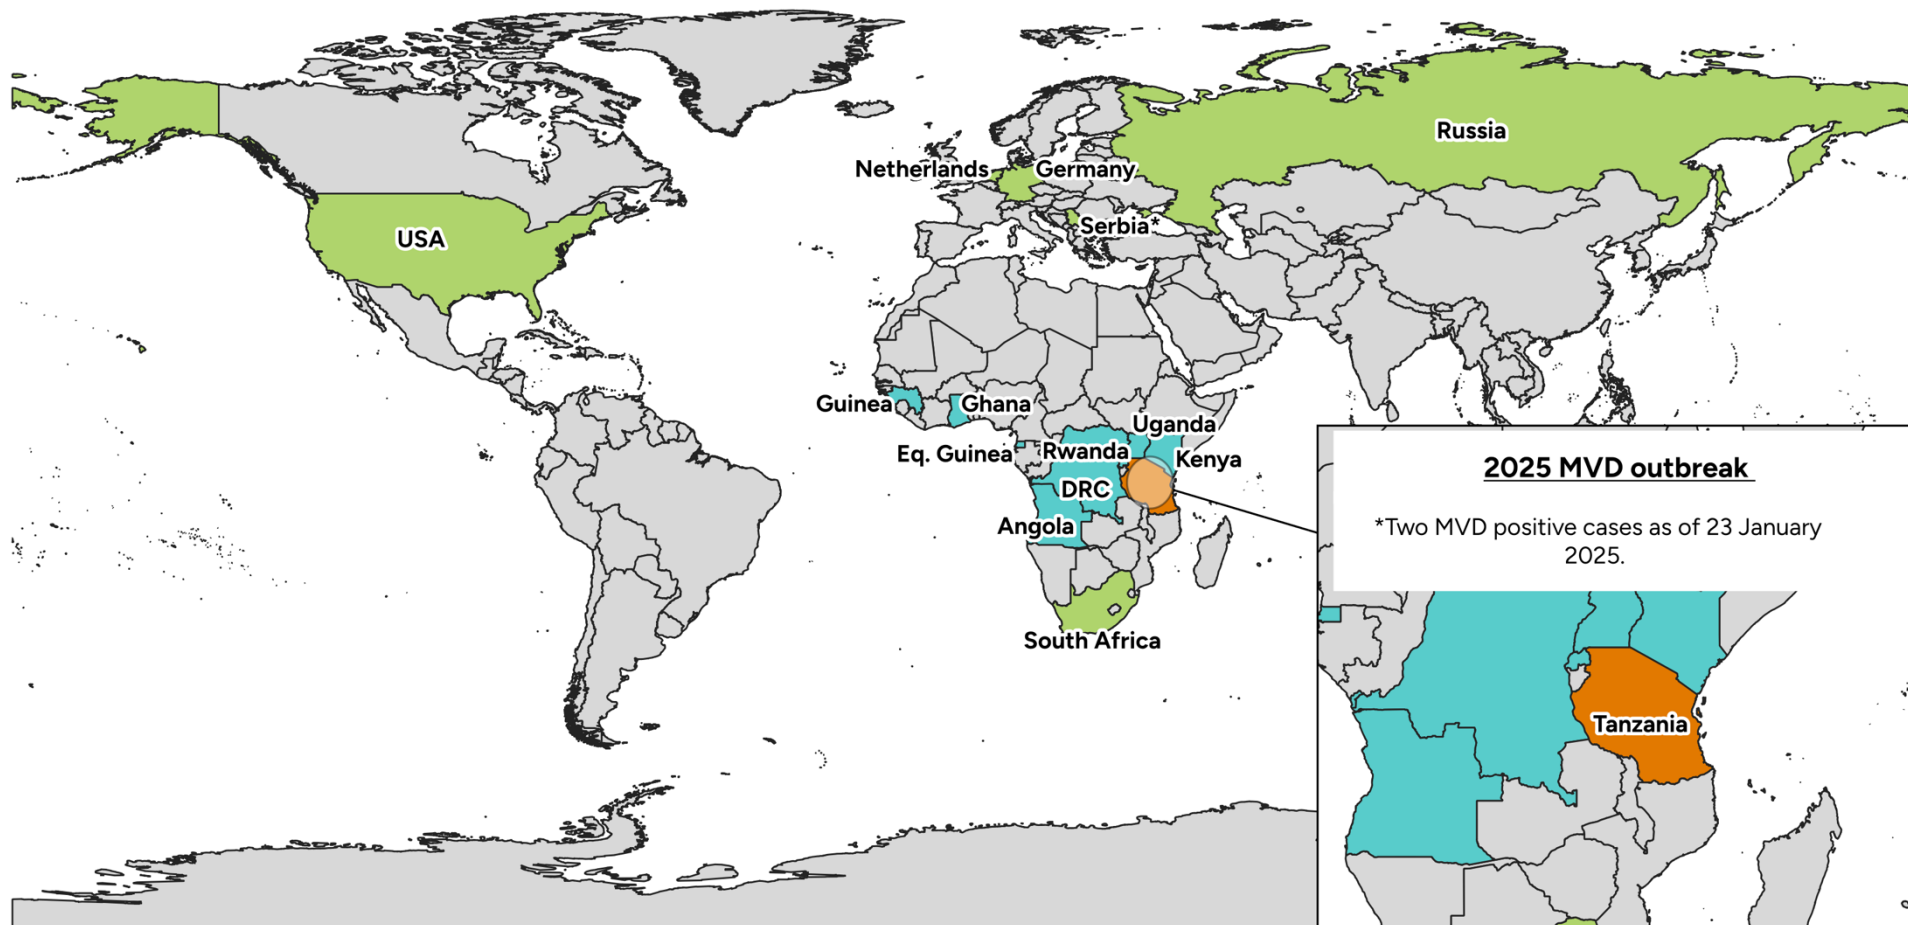 Russia
Netherlands
Germany
Serbia*
USA
Guinea
Ghana
Uganda
Eq. Guinea
Rwanda
Kenya
DRC
Angola
South Africa
2025 MVD outbreak
*Two MVD positive cases as of 23 January
2025.
Tanzania